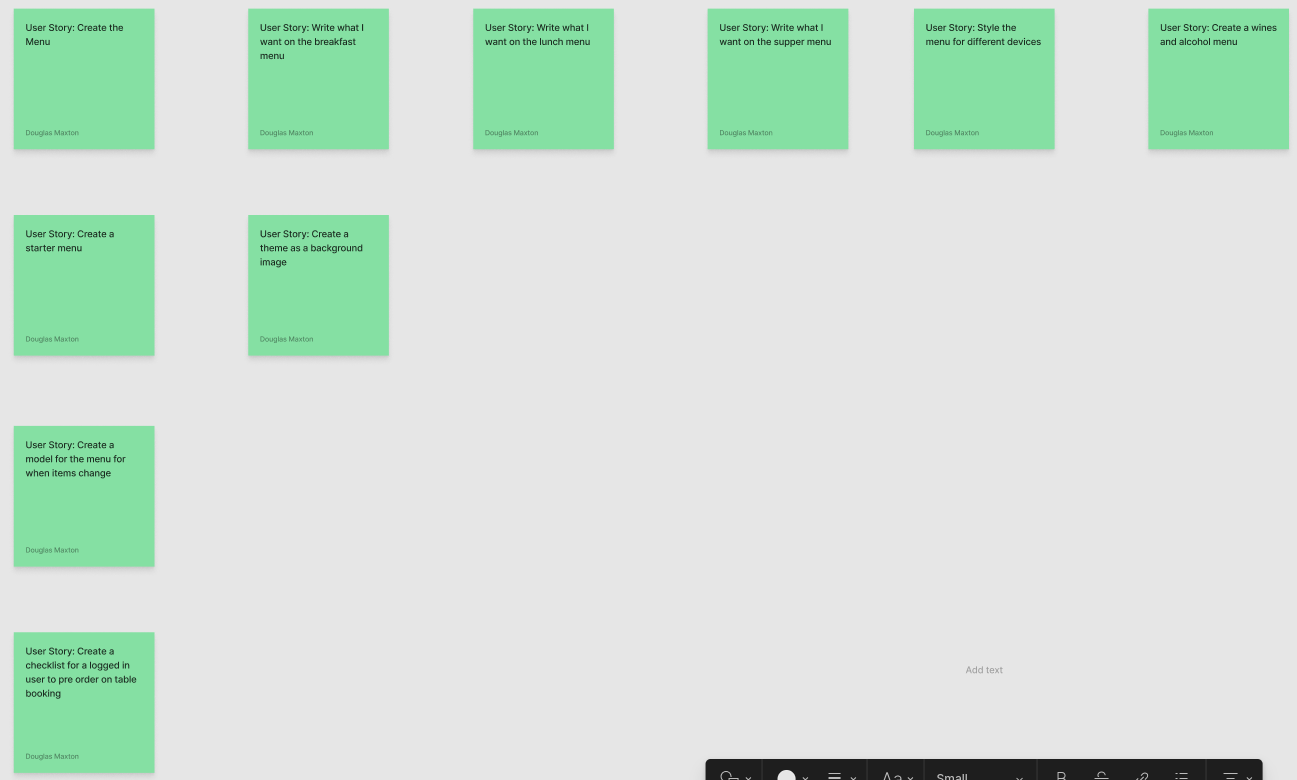 User Story: Create the
Menu
Douglas Maxton
User Story: Write what I
want on the breakfast
menu
Douglas Maxton
User Story: Write what I
want on the lunch menu
Douglas Maxton
User Story: Write what I
want on the supper menu
Douglas Maxton
User Story: Style the
menu for different devices
Douglas Maxton
User Story: Create a wines
and alcohol menu
Douglas Maxton
User Story: Create a
starter menu
Douglas Maxton
User Story: Create a
theme as a background
image
Douglas Maxton
User Story: Create a
model for the menu for
when items change
Douglas Maxton
User Story: Create a
checklist for a logged in
user to pre order on table
booking
Douglas Maxton
Add text
Aa Small B S